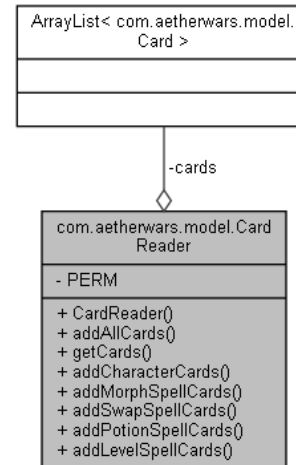 ArrayList< com.aetherwars.model.
Card >
-cards
com.aetherwars.model.Card
Reader
- PERM
+ CardReader()
+ addAllCards()
+ getCards()
+ addCharacterCards()
+ addMorphSpellCards()
+ addSwapSpellCards()
+ addPotionSpellCards()
+ addLevelSpellCards()